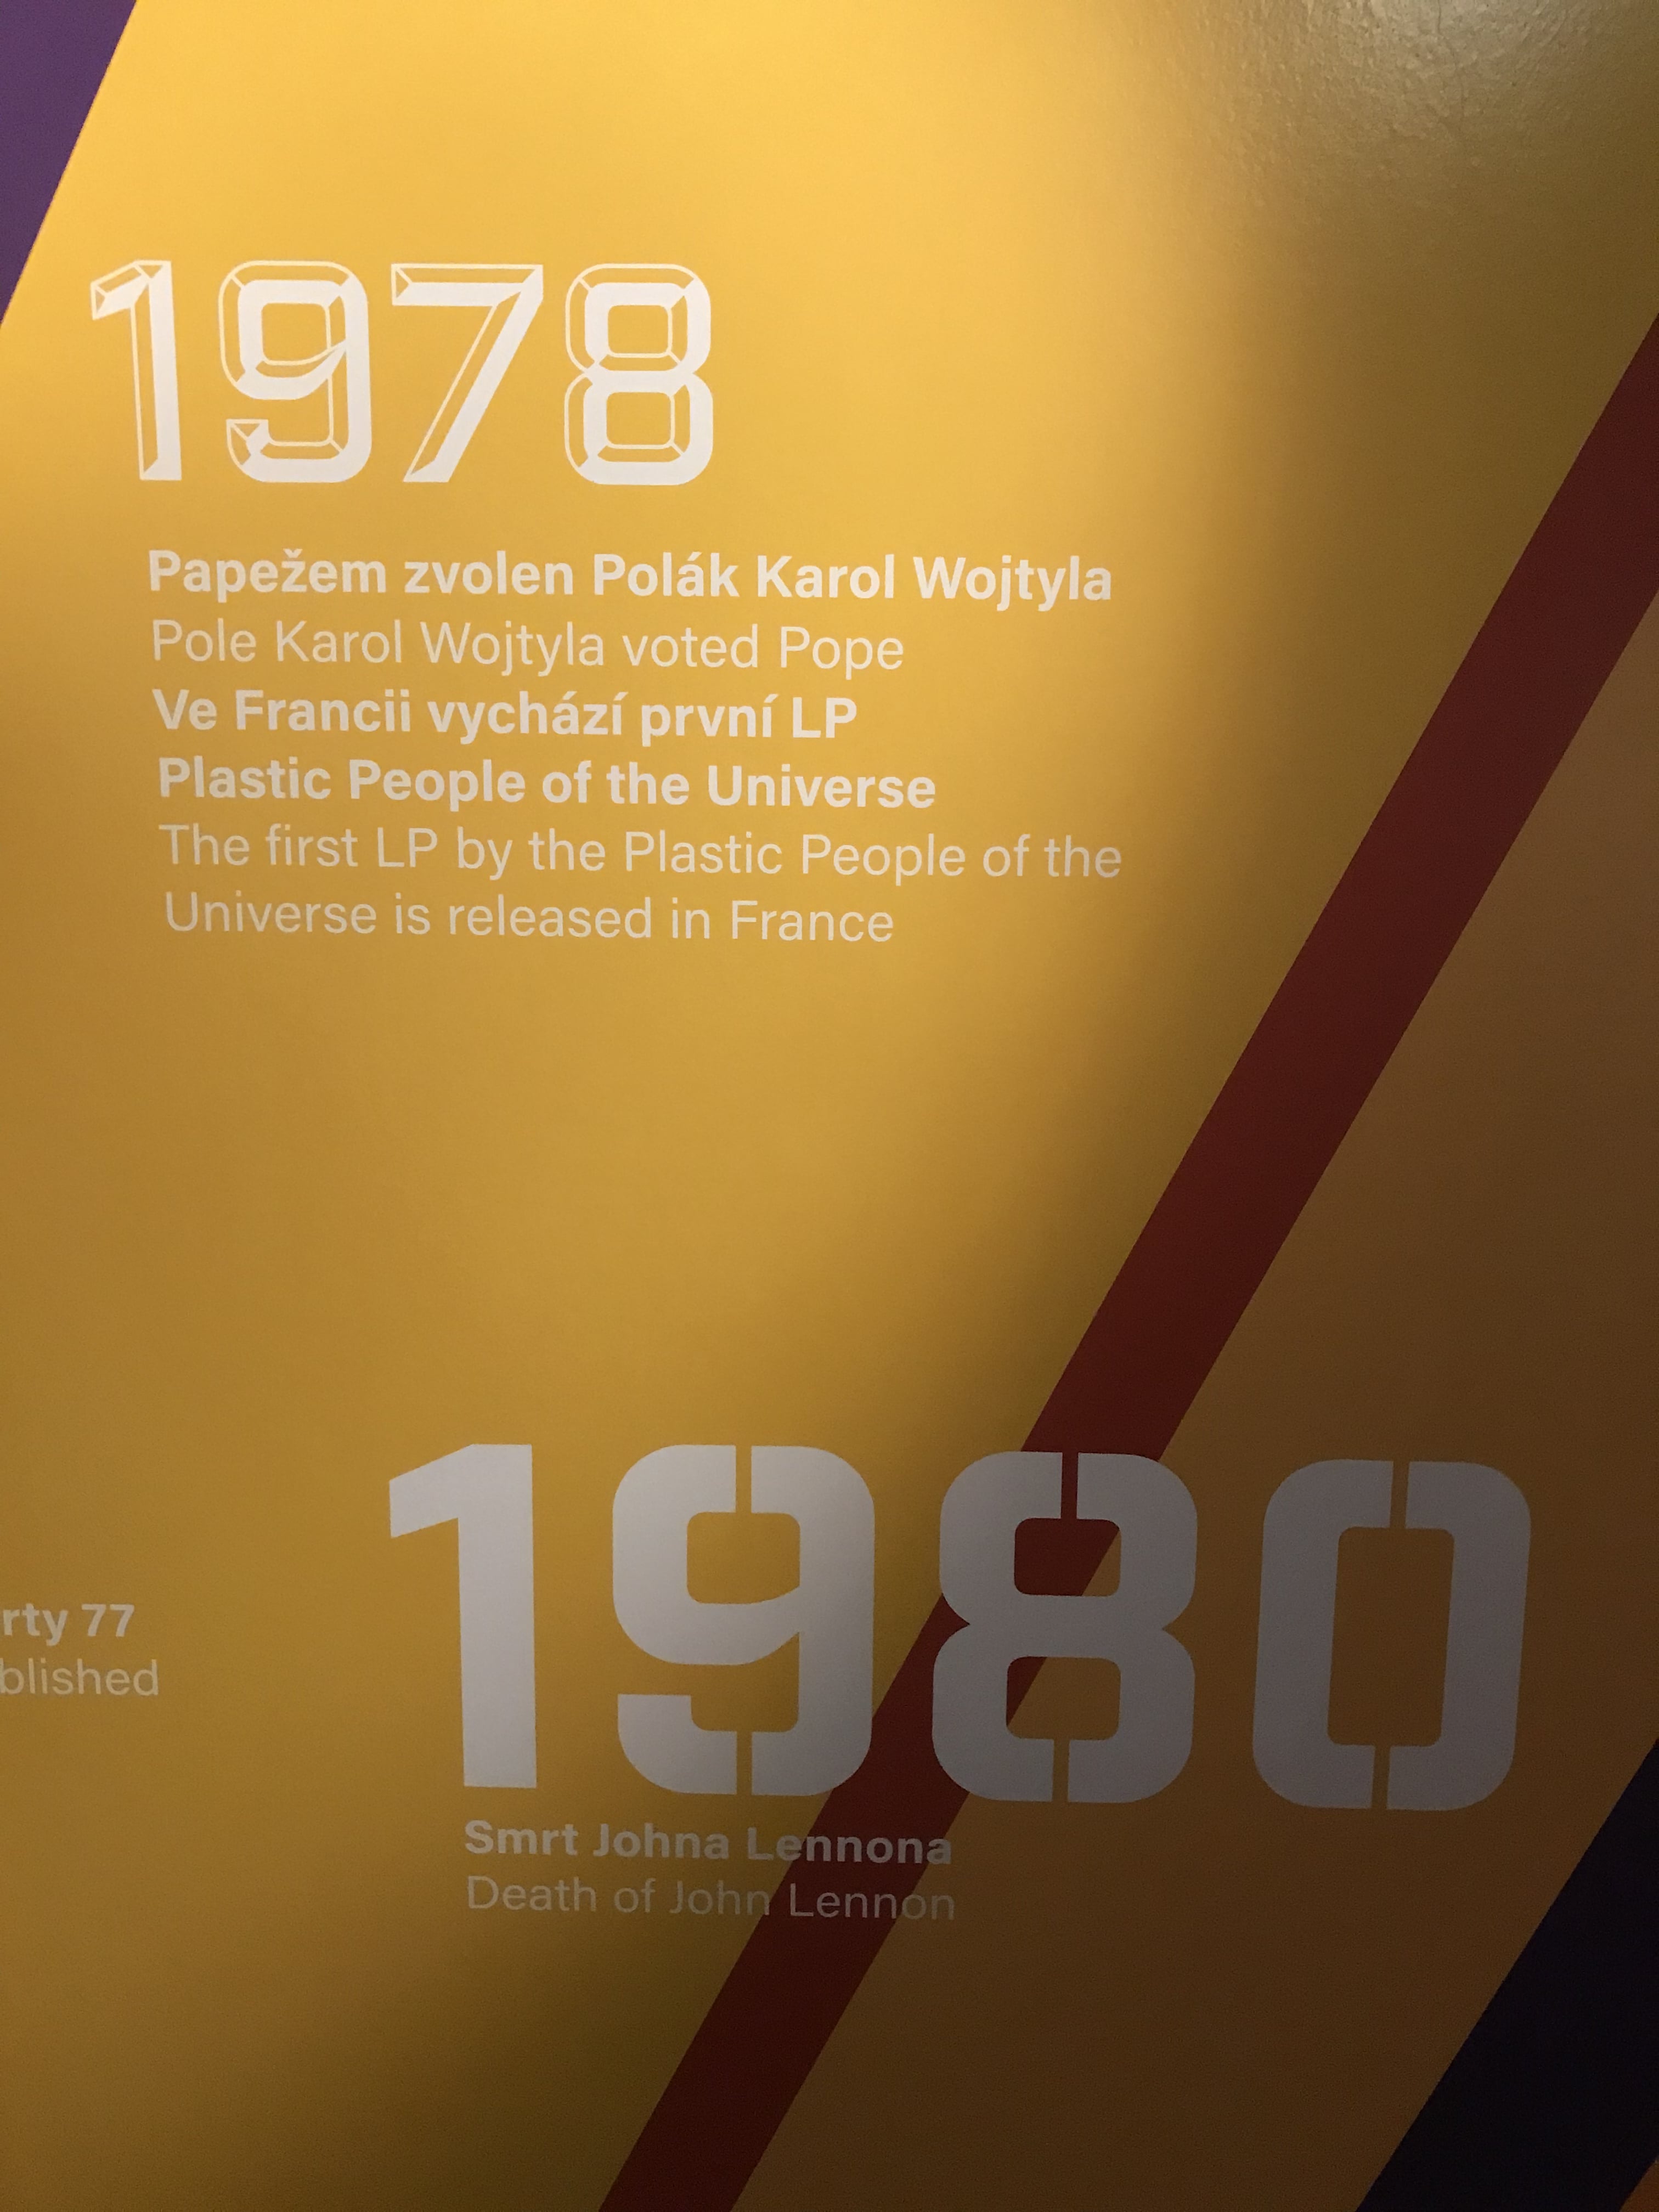 1978
Papežem zvolen Polák Karol Wojtyla
Pole Karol Wojtyla voted Pope
Ve Francii vychází první LP
Plastic People of the Universe
The first LP by the Plastic People of the
Universe is released in France
rty 77
blished
1980
Smrt Johna Lennona
Death of John Lennon